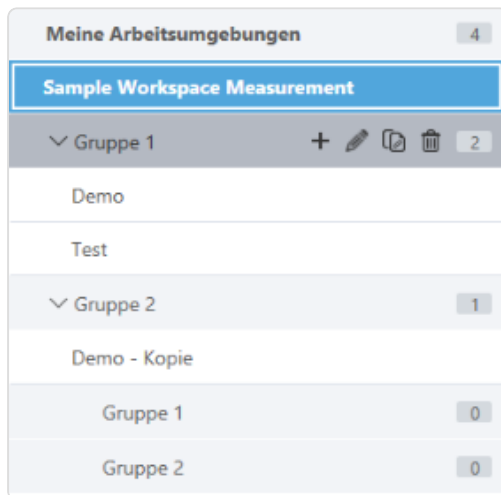 Meine Arbeitsumgebungen 4
Sample Workspace Measurement
Gruppe 1 2
Demo
Test
Gruppe 2 1
Demo - Kopie
Gruppe 1 0
Gruppe 2 0